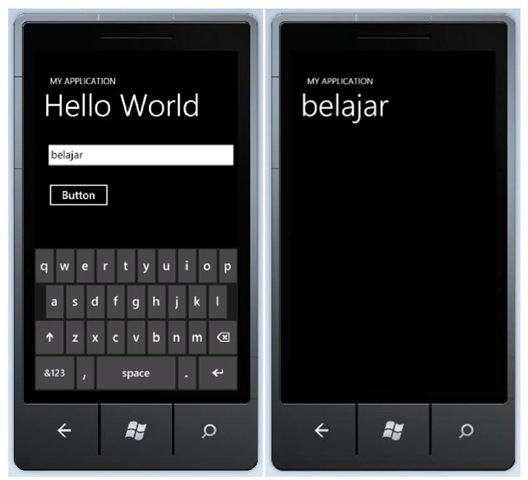 MY APPLICATION
Hello World
belajar
Button
q w e r t y u i o p
a s d f g h j k l
z x c v b n m
&123 , space .
MY APPLICATION
belajar